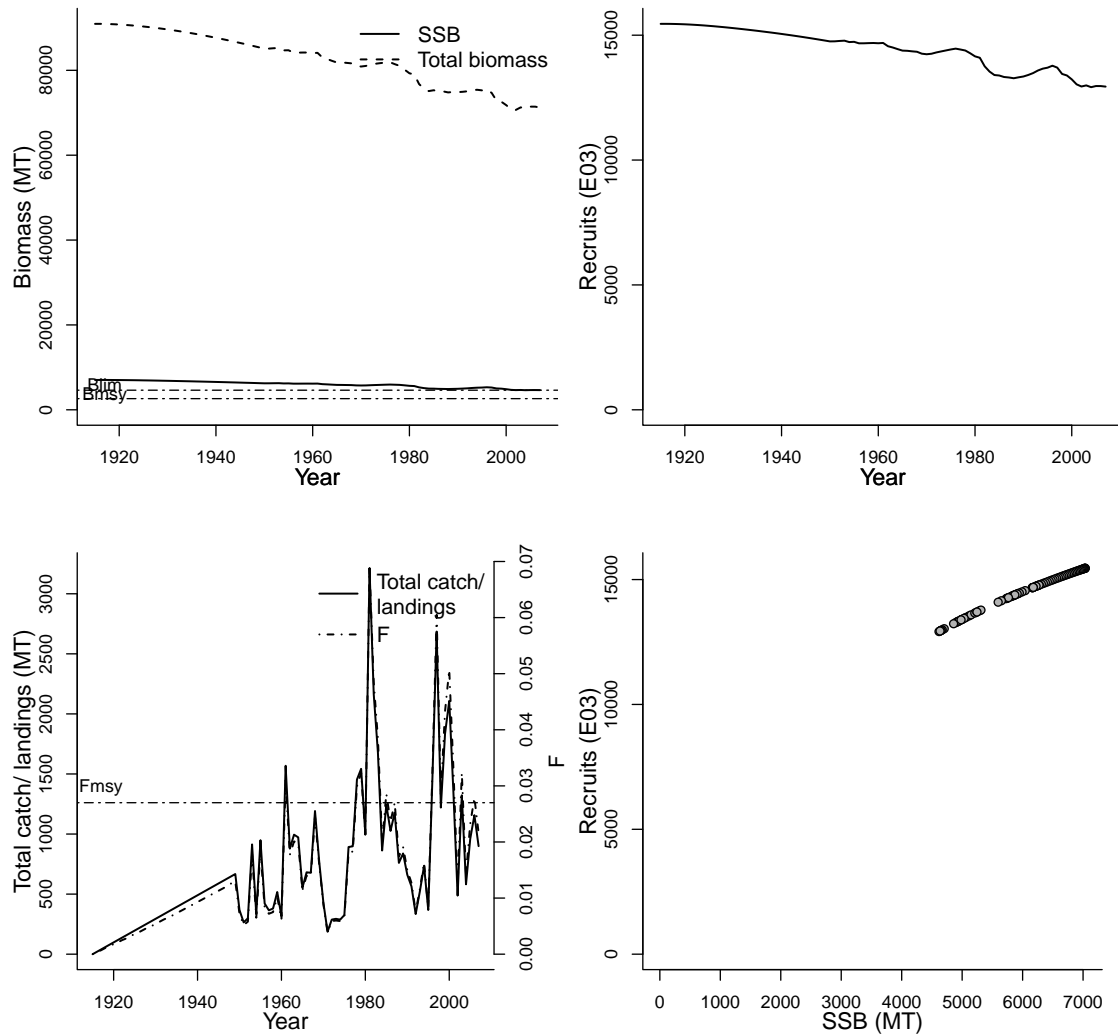 SSB
Total biomass
Biomass (MT)
0 20000 40000 60000 80000
Blim
Bmsy
1920 1940 1960 1980 2000
Year
Recruits (E03)
0 5000 10000 15000
1920 1940 1960 1980 2000
Year
Total catch/
landings
F
Total catch/ landings (MT)
0 500 1000 1500 2000 2500 3000
Fmsy
0.00 0.01 0.02 0.03 0.04 0.05 0.06 0.07
F
1920 1940 1960 1980 2000
Year
Recruits (E03)
0 5000 10000 15000
0 1000 2000 3000 4000 5000 6000 7000
SSB (MT)